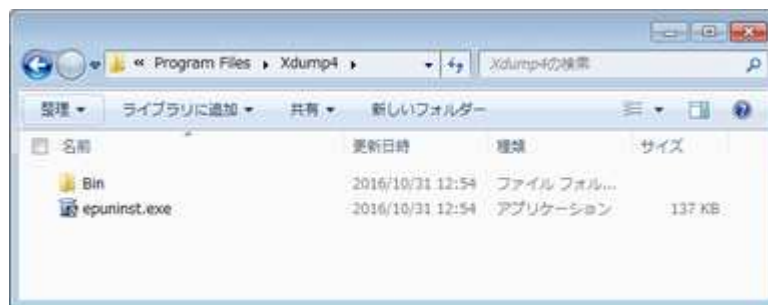 « Program Files ▸ Xdump4 ▸ Xdump4の検索
整理 ▼ ライブラリに追加 ▼ 共有 ▼ 新しいフォルダー
名前 更新日時 種類 サイズ
Bin 2016/10/31 12:54 ファイル フォル...
epuninst.exe 2016/10/31 12:54 アプリケーション 137 KB